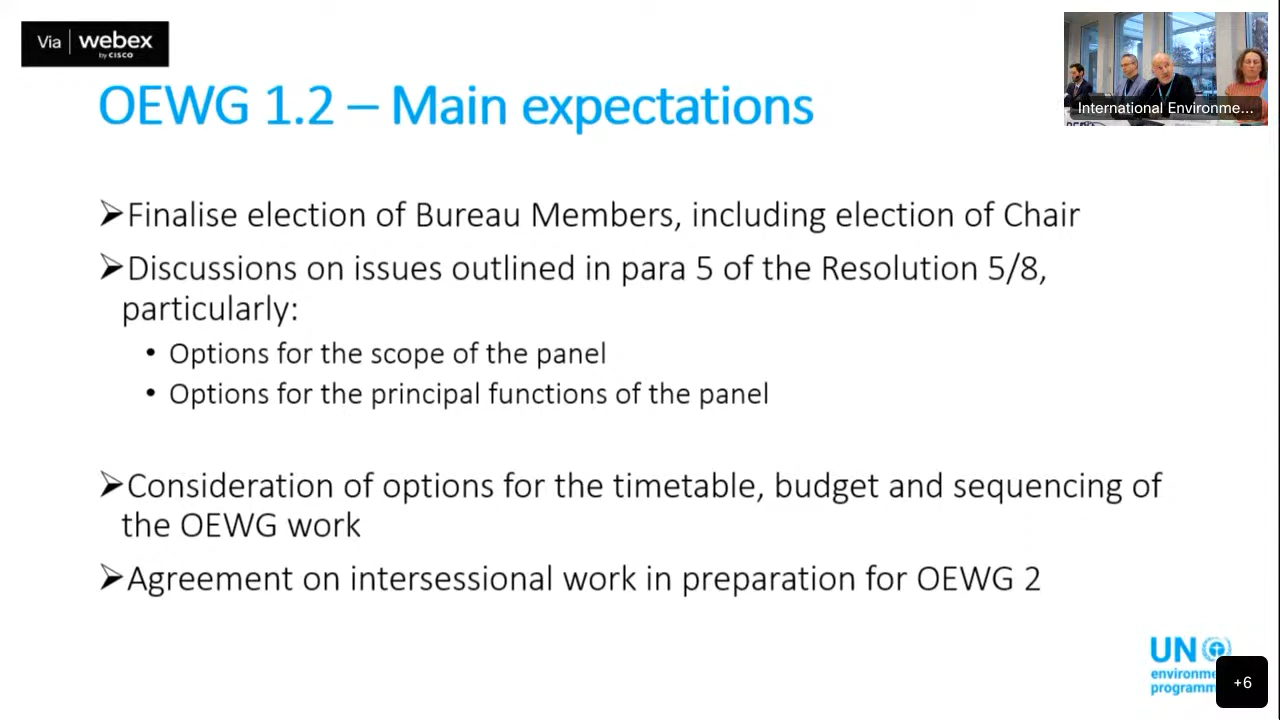 Via webex
by CISCO
International Environme...
OEWG 1.2 – Main expectations
➢Finalise election of Bureau Members, including election of Chair
➢Discussions on issues outlined in para 5 of the Resolution 5/8,
particularly:
• Options for the scope of the panel
• Options for the principal functions of the panel
➢Consideration of options for the timetable, budget and sequencing of
the OEWG work
➢Agreement on intersessional work in preparation for OEWG 2
UN
environme
programm
+6